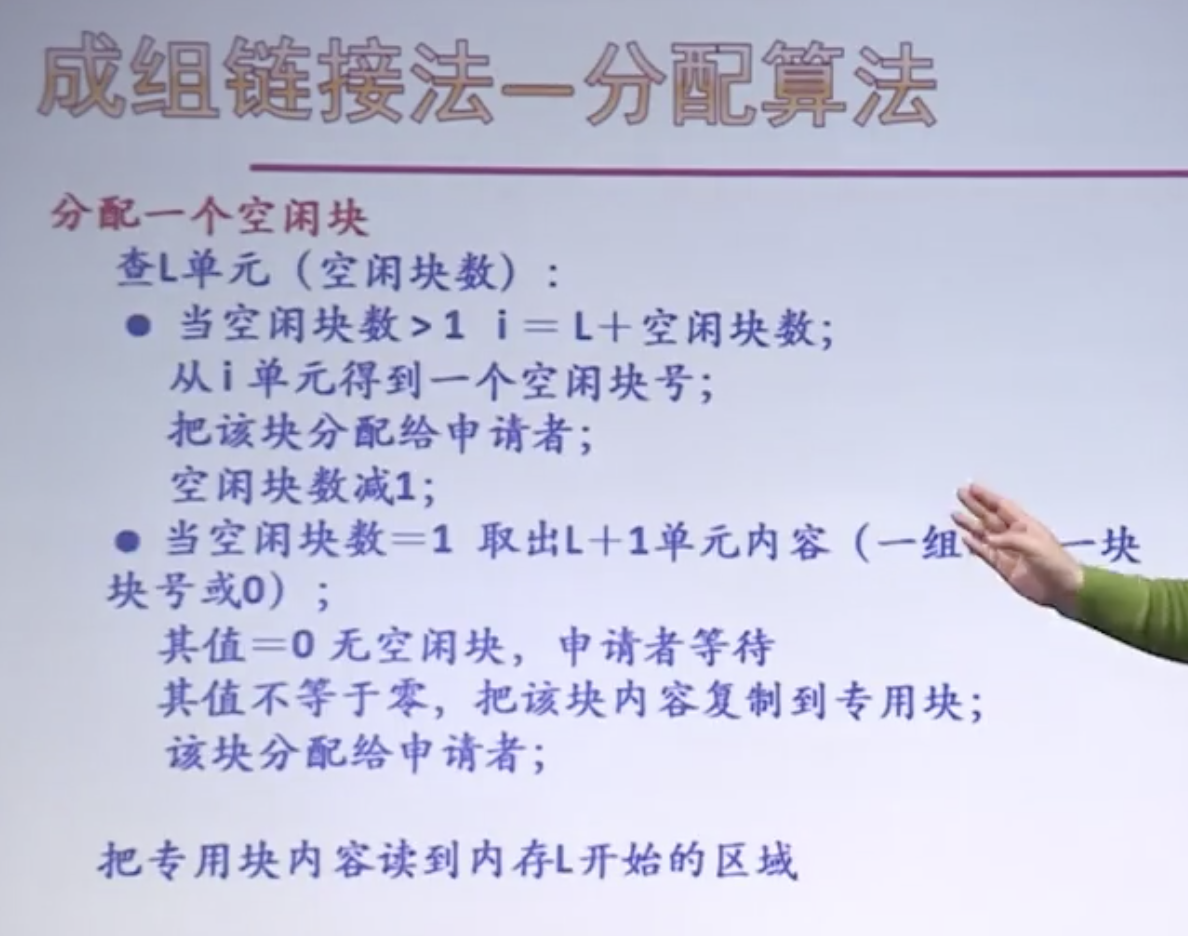 成组链接法—分配算法
分配一个空闲块
查L单元（空闲块数）：
● 当空闲块数>1 i＝L＋空闲块数;
从i单元得到一个空闲块号;
把该块分配给申请者;
空闲块数减1;
● 当空闲块数＝1 取出L＋1单元内容（一组 一块
块号或0）;
其值＝0 无空闲块，申请者等待
其值不等于零，把该块内容复制到专用块;
该块分配给申请者;
把专用块内容读到内存L开始的区域